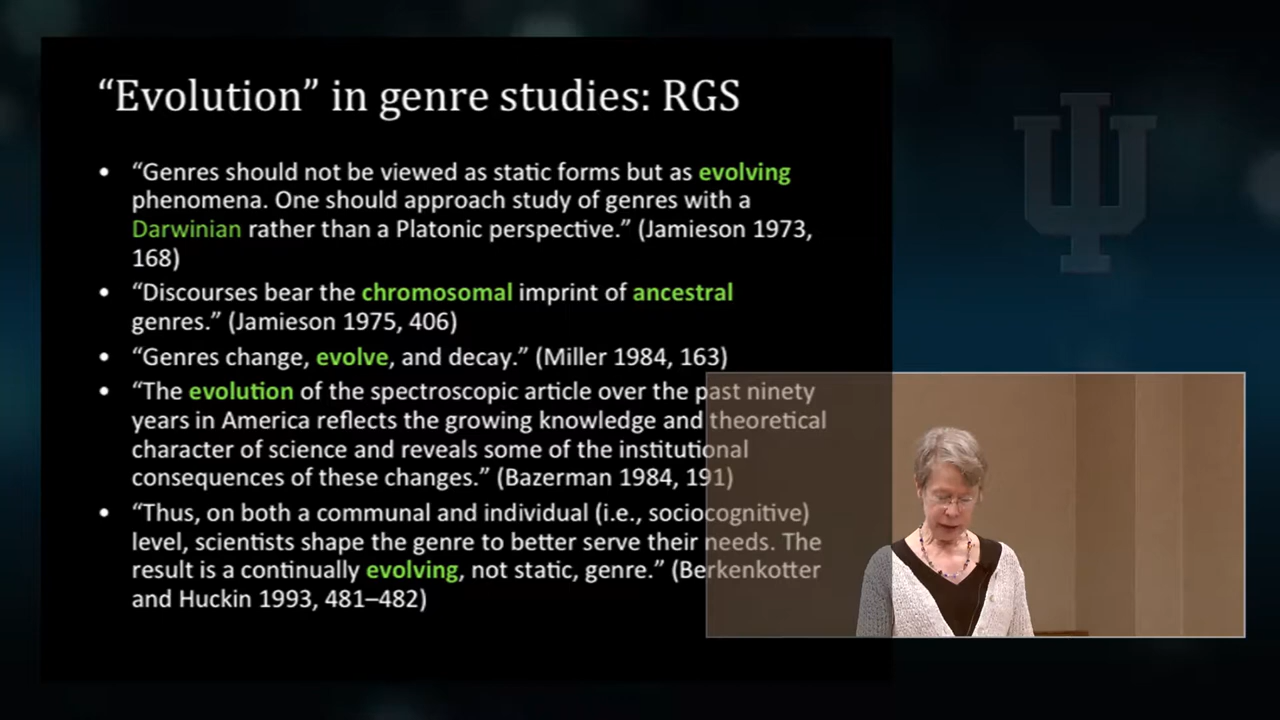 “Evolution” in genre studies: RGS
• “Genres should not be viewed as static forms but as evolving
phenomena. One should approach study of genres with a
Darwinian rather than a Platonic perspective.” (Jamieson 1973,
168)
• “Discourses bear the chromosomal imprint of ancestral
genres.” (Jamieson 1975, 406)
• “Genres change, evolve, and decay.” (Miller 1984, 163)
• “The evolution of the spectroscopic article over the past ninety
years in America reflects the growing knowledge and theoretical
character of science and reveals some of the institutional
consequences of these changes.” (Bazerman 1984, 191)
• “Thus, on both a communal and individual (i.e., sociocognitive)
level, scientists shape the genre to better serve their needs. The
result is a continually evolving, not static, genre.” (Berkenkotter
and Huckin 1993, 481–482)